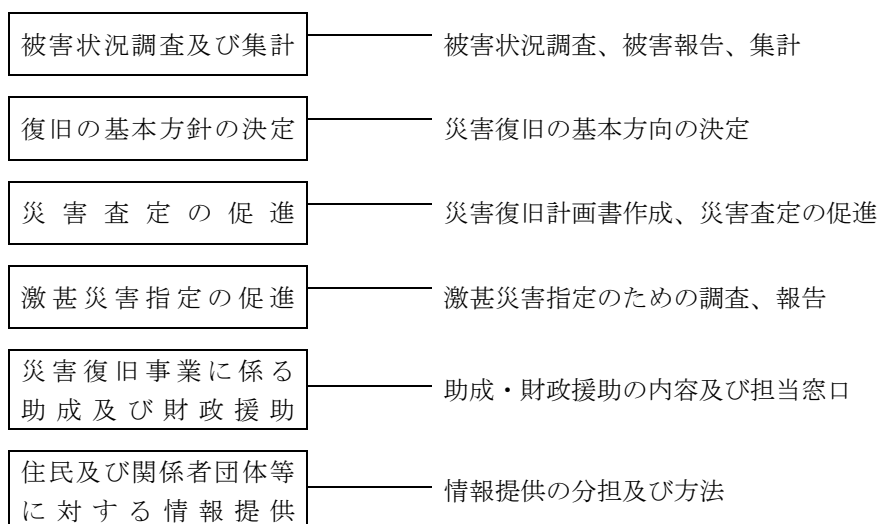 被害状況調査及び集計 被害状況調査、被害報告、集計
復旧の基本方針の決定 災害復旧の基本方向の決定
災害査定の促進 災害復旧計画書作成、災害査定の促進
激甚災害指定の促進 激甚災害指定のための調査、報告
災害復旧事業に係る
助成及び財政援助 助成・財政援助の内容及び担当窓口
住民及び関係者団体等
に対する情報提供 情報提供の分担及び方法